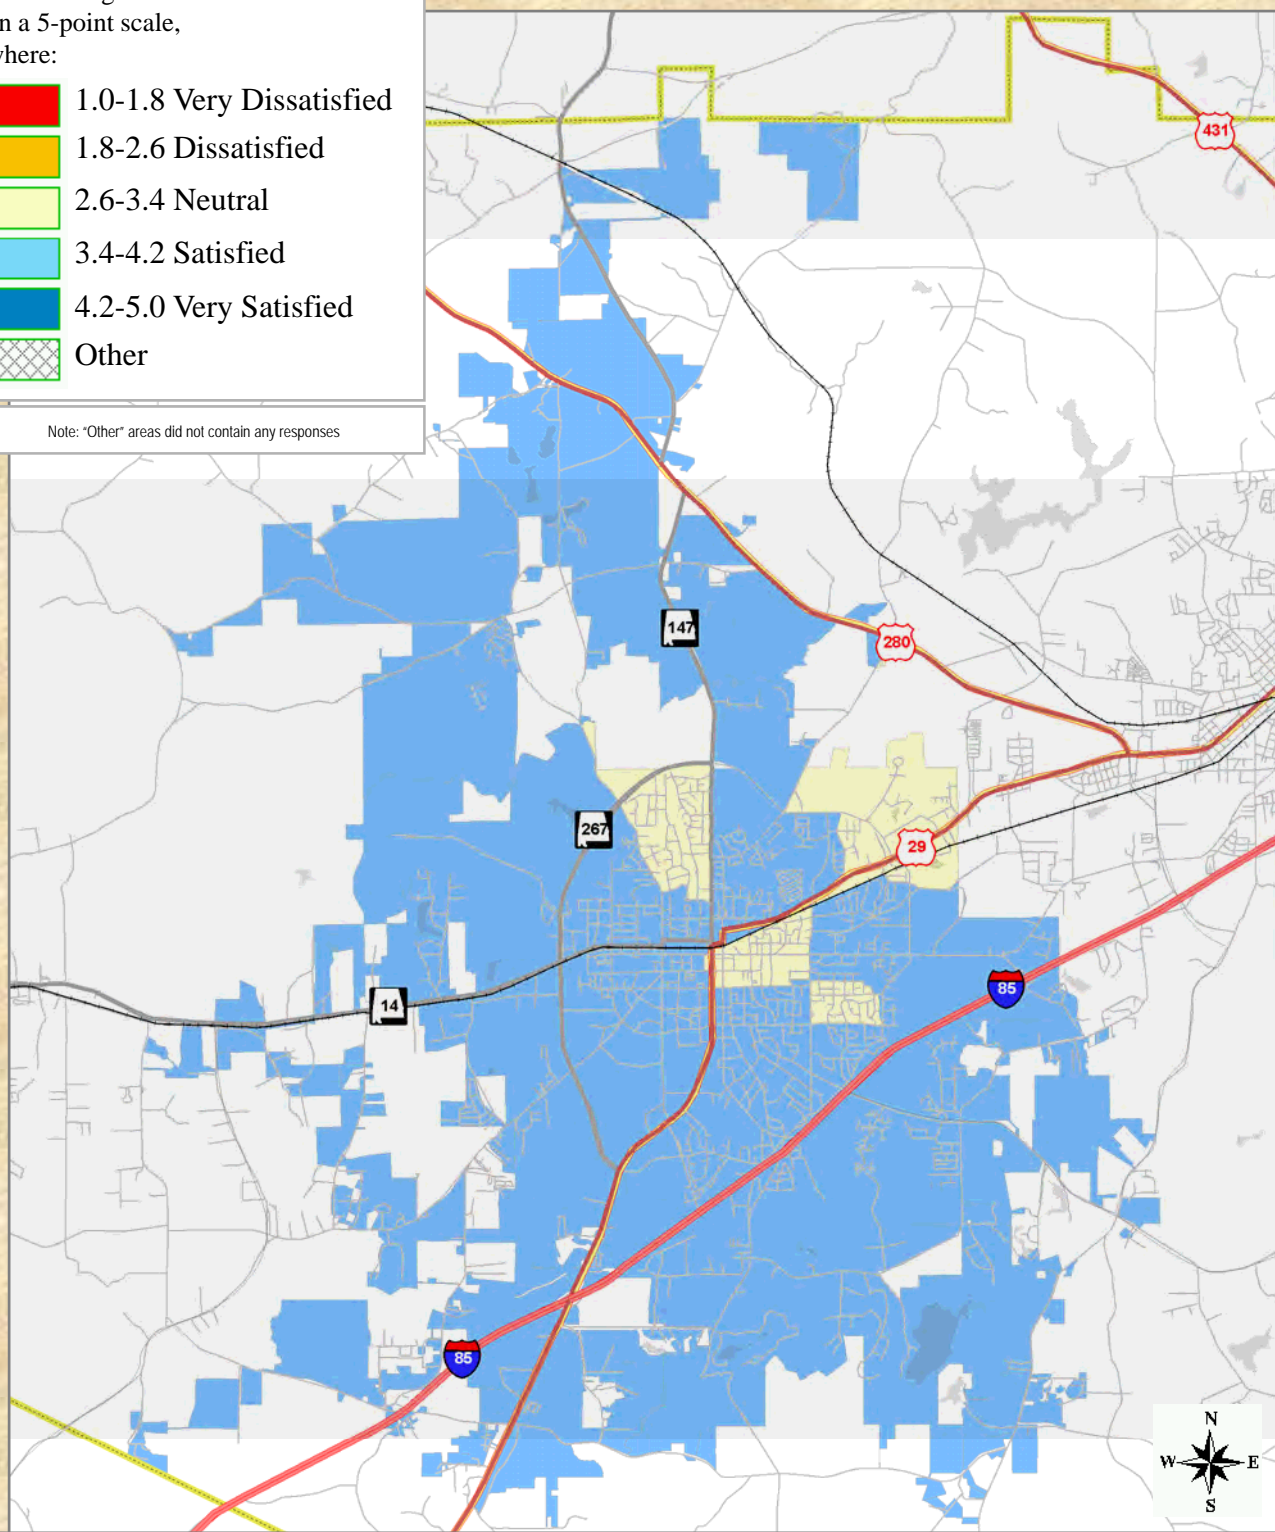 n a 5-point scale,
where:
1.0-1.8 Very Dissatisfied
1.8-2.6 Dissatisfied
2.6-3.4 Neutral
3.4-4.2 Satisfied
4.2-5.0 Very Satisfied
Other
Note: "Other" areas did not contain any responses
431
147
280
267
29
85
14
85
N
W E
S